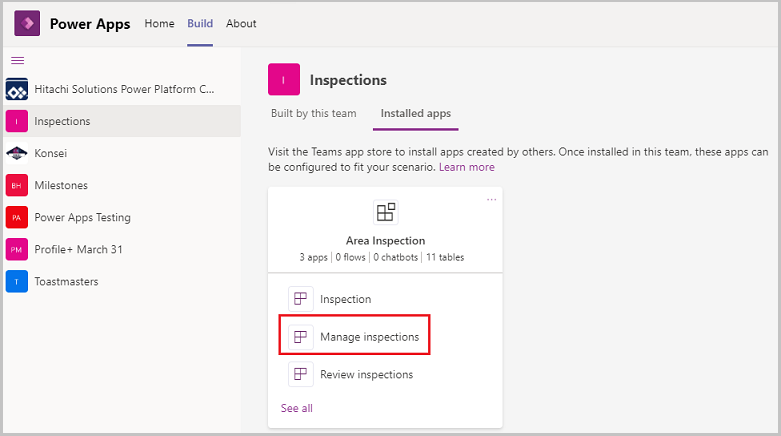 Power Apps Home Build About
Hitachi Solutions Power Platform C...
I Inspections
Konsei
BH Milestones
PA Power Apps Testing
PM Profile+ March 31
T Toastmasters
I Inspections
Built by this team Installed apps
Visit the Teams app store to install apps created by others. Once installed in this team, these apps can
be configured to fit your scenario. Learn more
...
Area Inspection
3 apps | 0 flows | 0 chatbots | 11 tables
Inspection
Manage inspections
Review inspections
See all